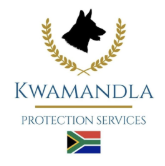 KWAMANDLA
PROTECTION SERVICES